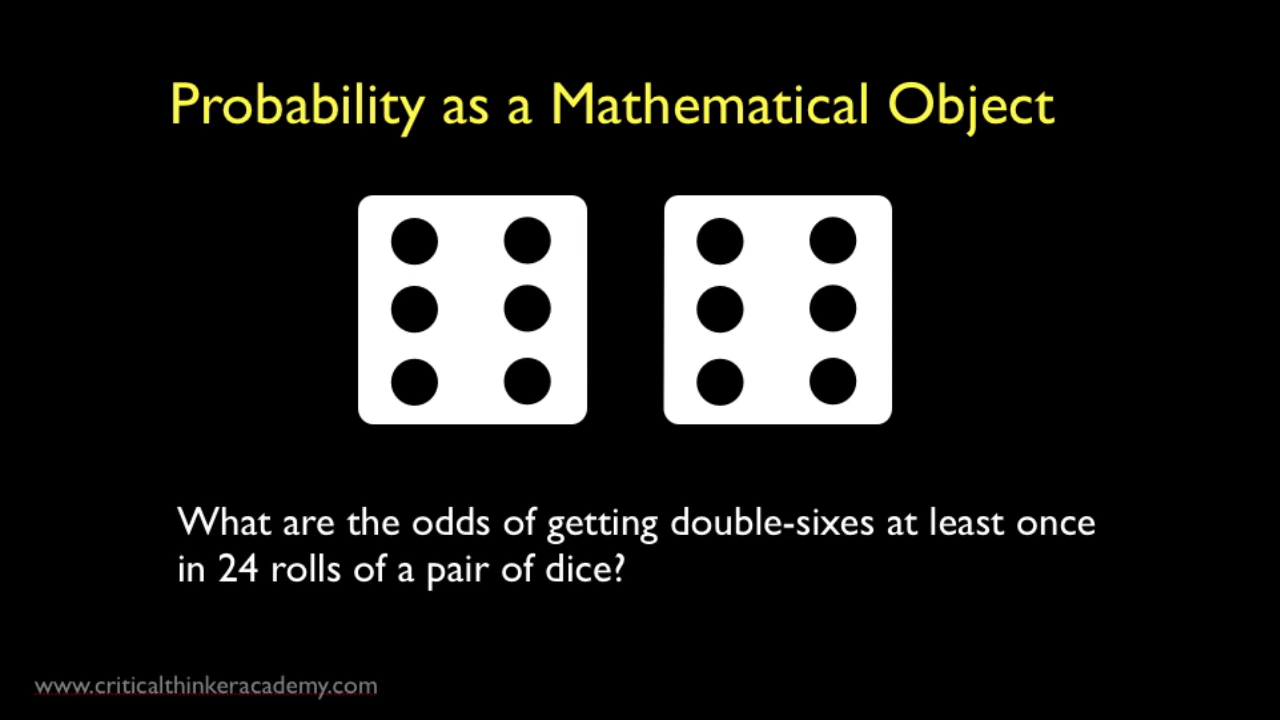 Probability as a Mathematical Object
What are the odds of getting double-sixes at least once
in 24 rolls of a pair of dice?
www.criticalthinkeracademy.com